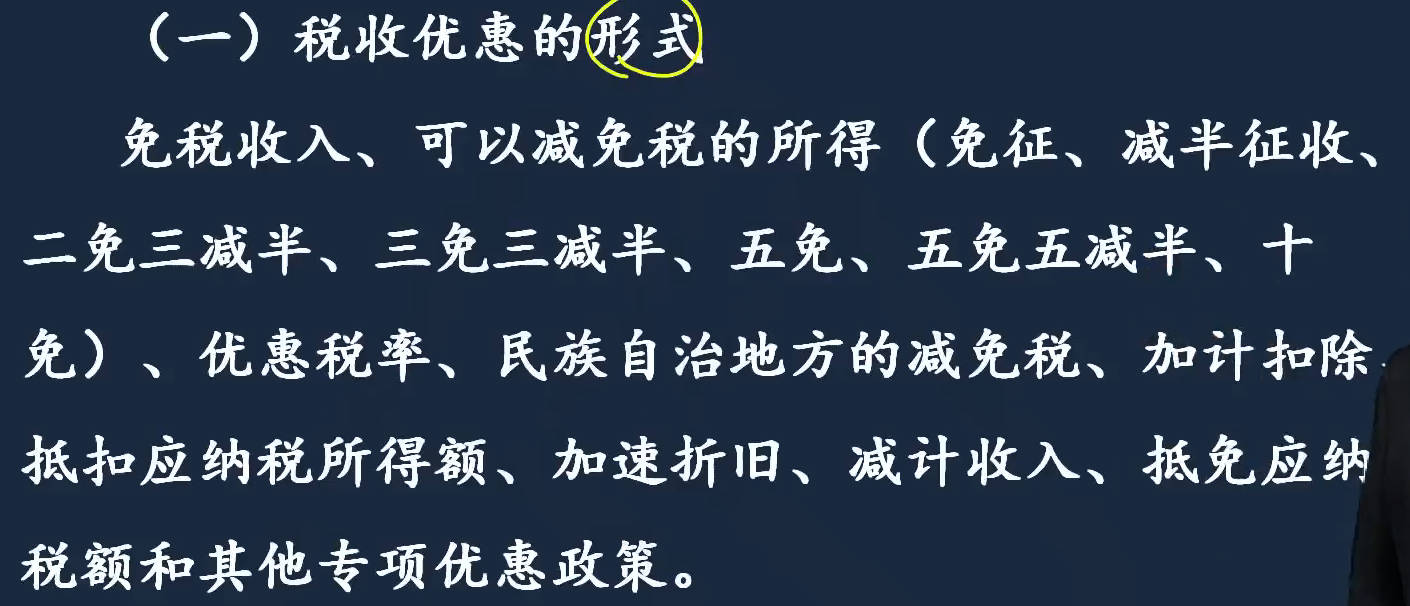 （一）税收优惠的形式
免税收入、可以减免税的所得（免征、减半征收、
二免三减半、三免三减半、五免、五免五减半、十
免）、优惠税率、民族自治地方的减免税、加计扣除、
抵扣应纳税所得额、加速折旧、减计收入、抵免应纳
税额和其他专项优惠政策。